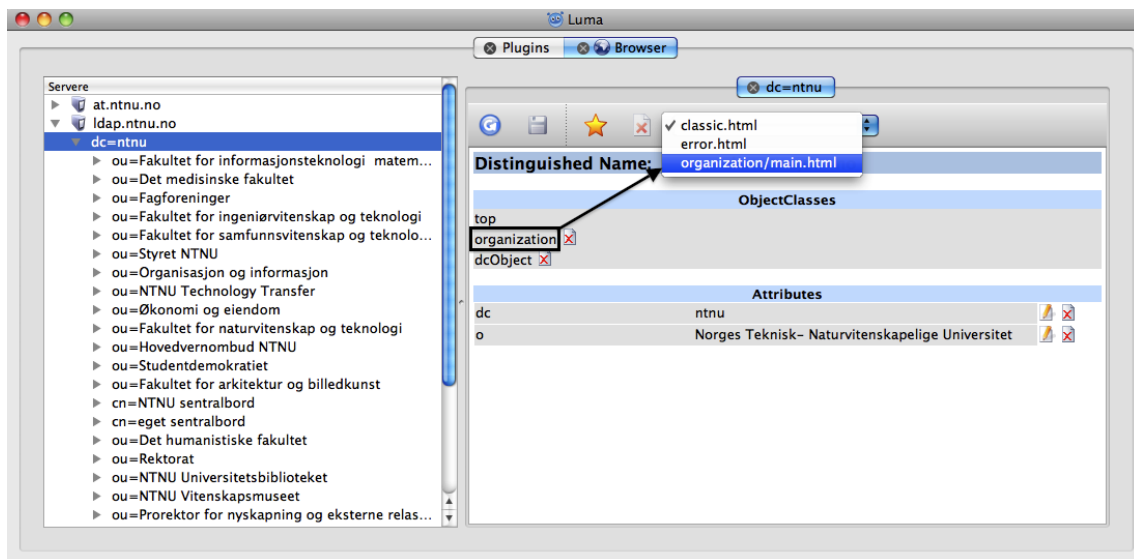 Luma
Plugins Browser
Servere
at.ntnu.no
ldap.ntnu.no
dc=ntnu
ou=Fakultet for informasjonsteknologi matem...
ou=Det medisinske fakultet
ou=Fagforeninger
ou=Fakultet for ingeniørvitenskap og teknologi
ou=Fakultet for samfunnsvitenskap og teknolo...
ou=Styret NTNU
ou=Organisasjon og informasjon
ou=NTNU Technology Transfer
ou=Økonomi og eiendom
ou=Fakultet for naturvitenskap og teknologi
ou=Hovedvernombud NTNU
ou=Studentdemokratiet
ou=Fakultet for arkitektur og billedkunst
cn=NTNU sentralbord
cn=eget sentralbord
ou=Det humanistiske fakultet
ou=Rektorat
ou=NTNU Universitetsbiblioteket
ou=NTNU Vitenskapsmuseet
ou=Prorektor for nyskapning og eksterne relas...
dc=ntnu
classic.html
error.html
organization/main.html
Distinguished Name:
ObjectClasses
top
organization
dcObject
Attributes
dc ntnu
o Norges Teknisk- Naturvitenskapelige Universitet